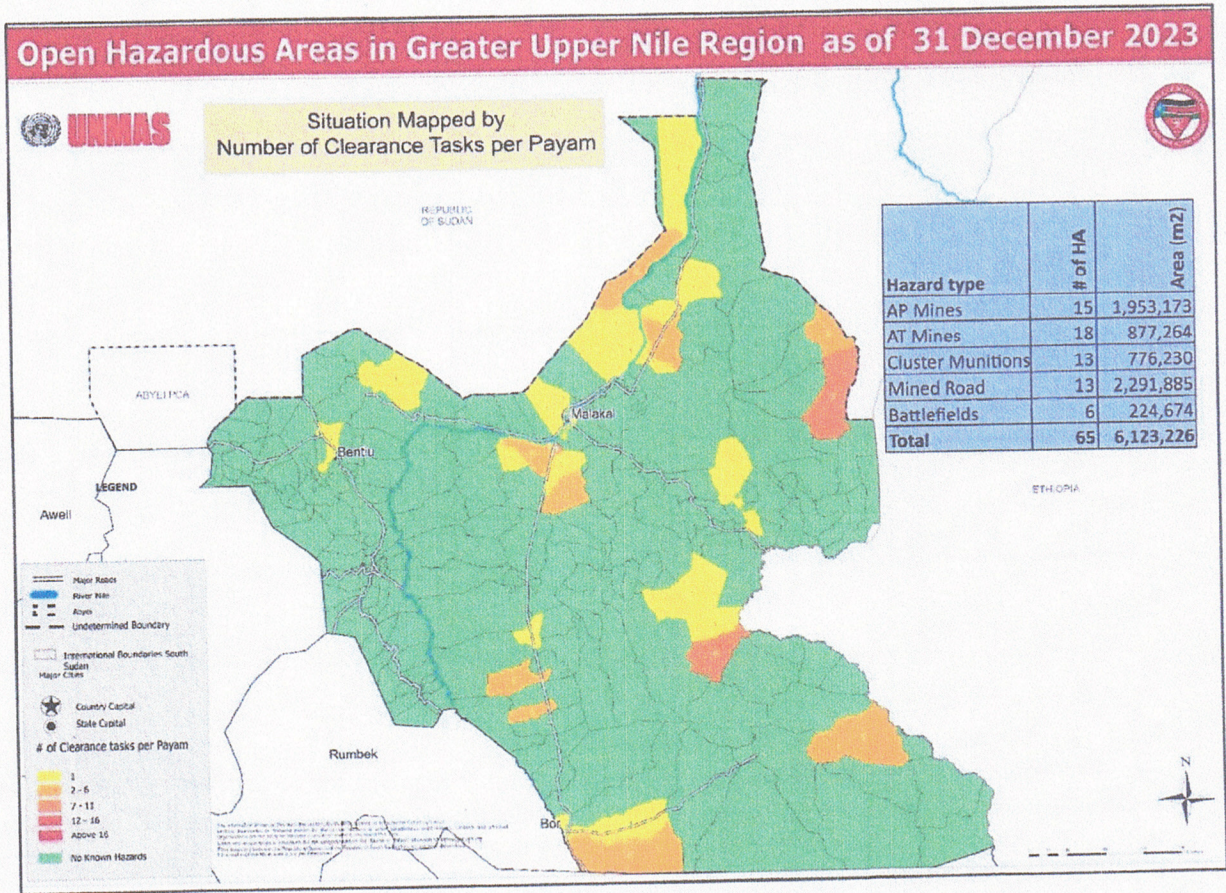 Open Hazardous Areas in Greater Upper Nile Region as of 31 December 2023
UNMAS
Situation Mapped by
Number of Clearance Tasks per Payam
REPUBLIC
OF SUDAN
Hazard type # of HA Area (m2)
AP Mines 15 1,953,173
AT Mines 18 877,264
Cluster Munitions 13 776,230
Mined Road 13 2,291,885
Battlefields 6 224,674
Total 65 6,123,226
ABYEI PCA
Malakal
Bentiu
ETHIOPIA
LEGEND
Aweil
Major Roads
River Nile
Abyei
Undetermined Boundary
International Boundaries South
Sudan
Major Cities
Country Capital
State Capital
# of Clearance tasks per Payam
1
2 - 6
7 - 11
12 - 16
Above 16
No Known Hazards
Rumbek
Bor
N